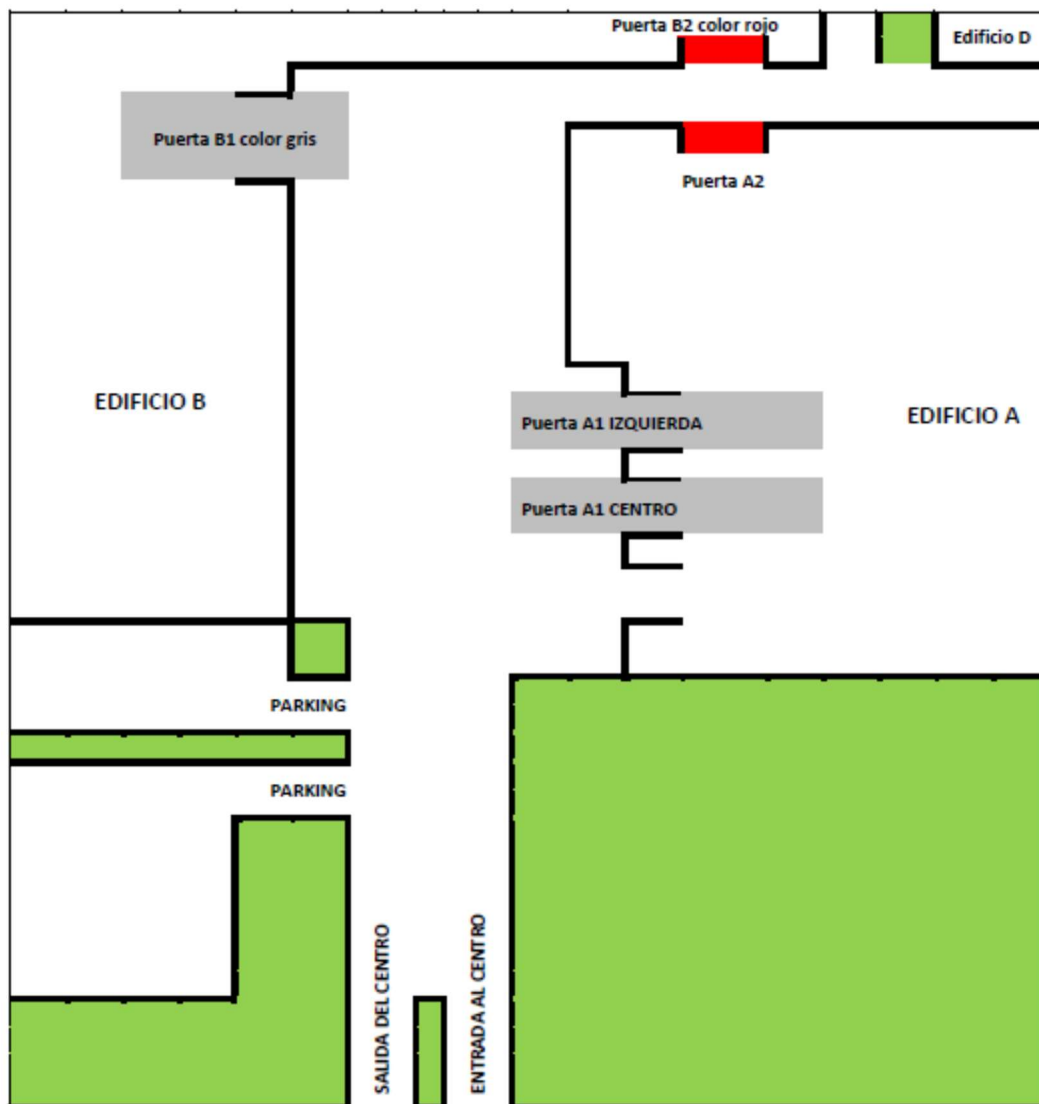 Puerta B2 color rojo
Edificio D
Puerta B1 color gris
Puerta A2
EDIFICIO B
EDIFICIO A
Puerta A1 IZQUIERDA
Puerta A1 CENTRO
PARKING
PARKING
SALIDA DEL CENTRO
ENTRADA AL CENTRO